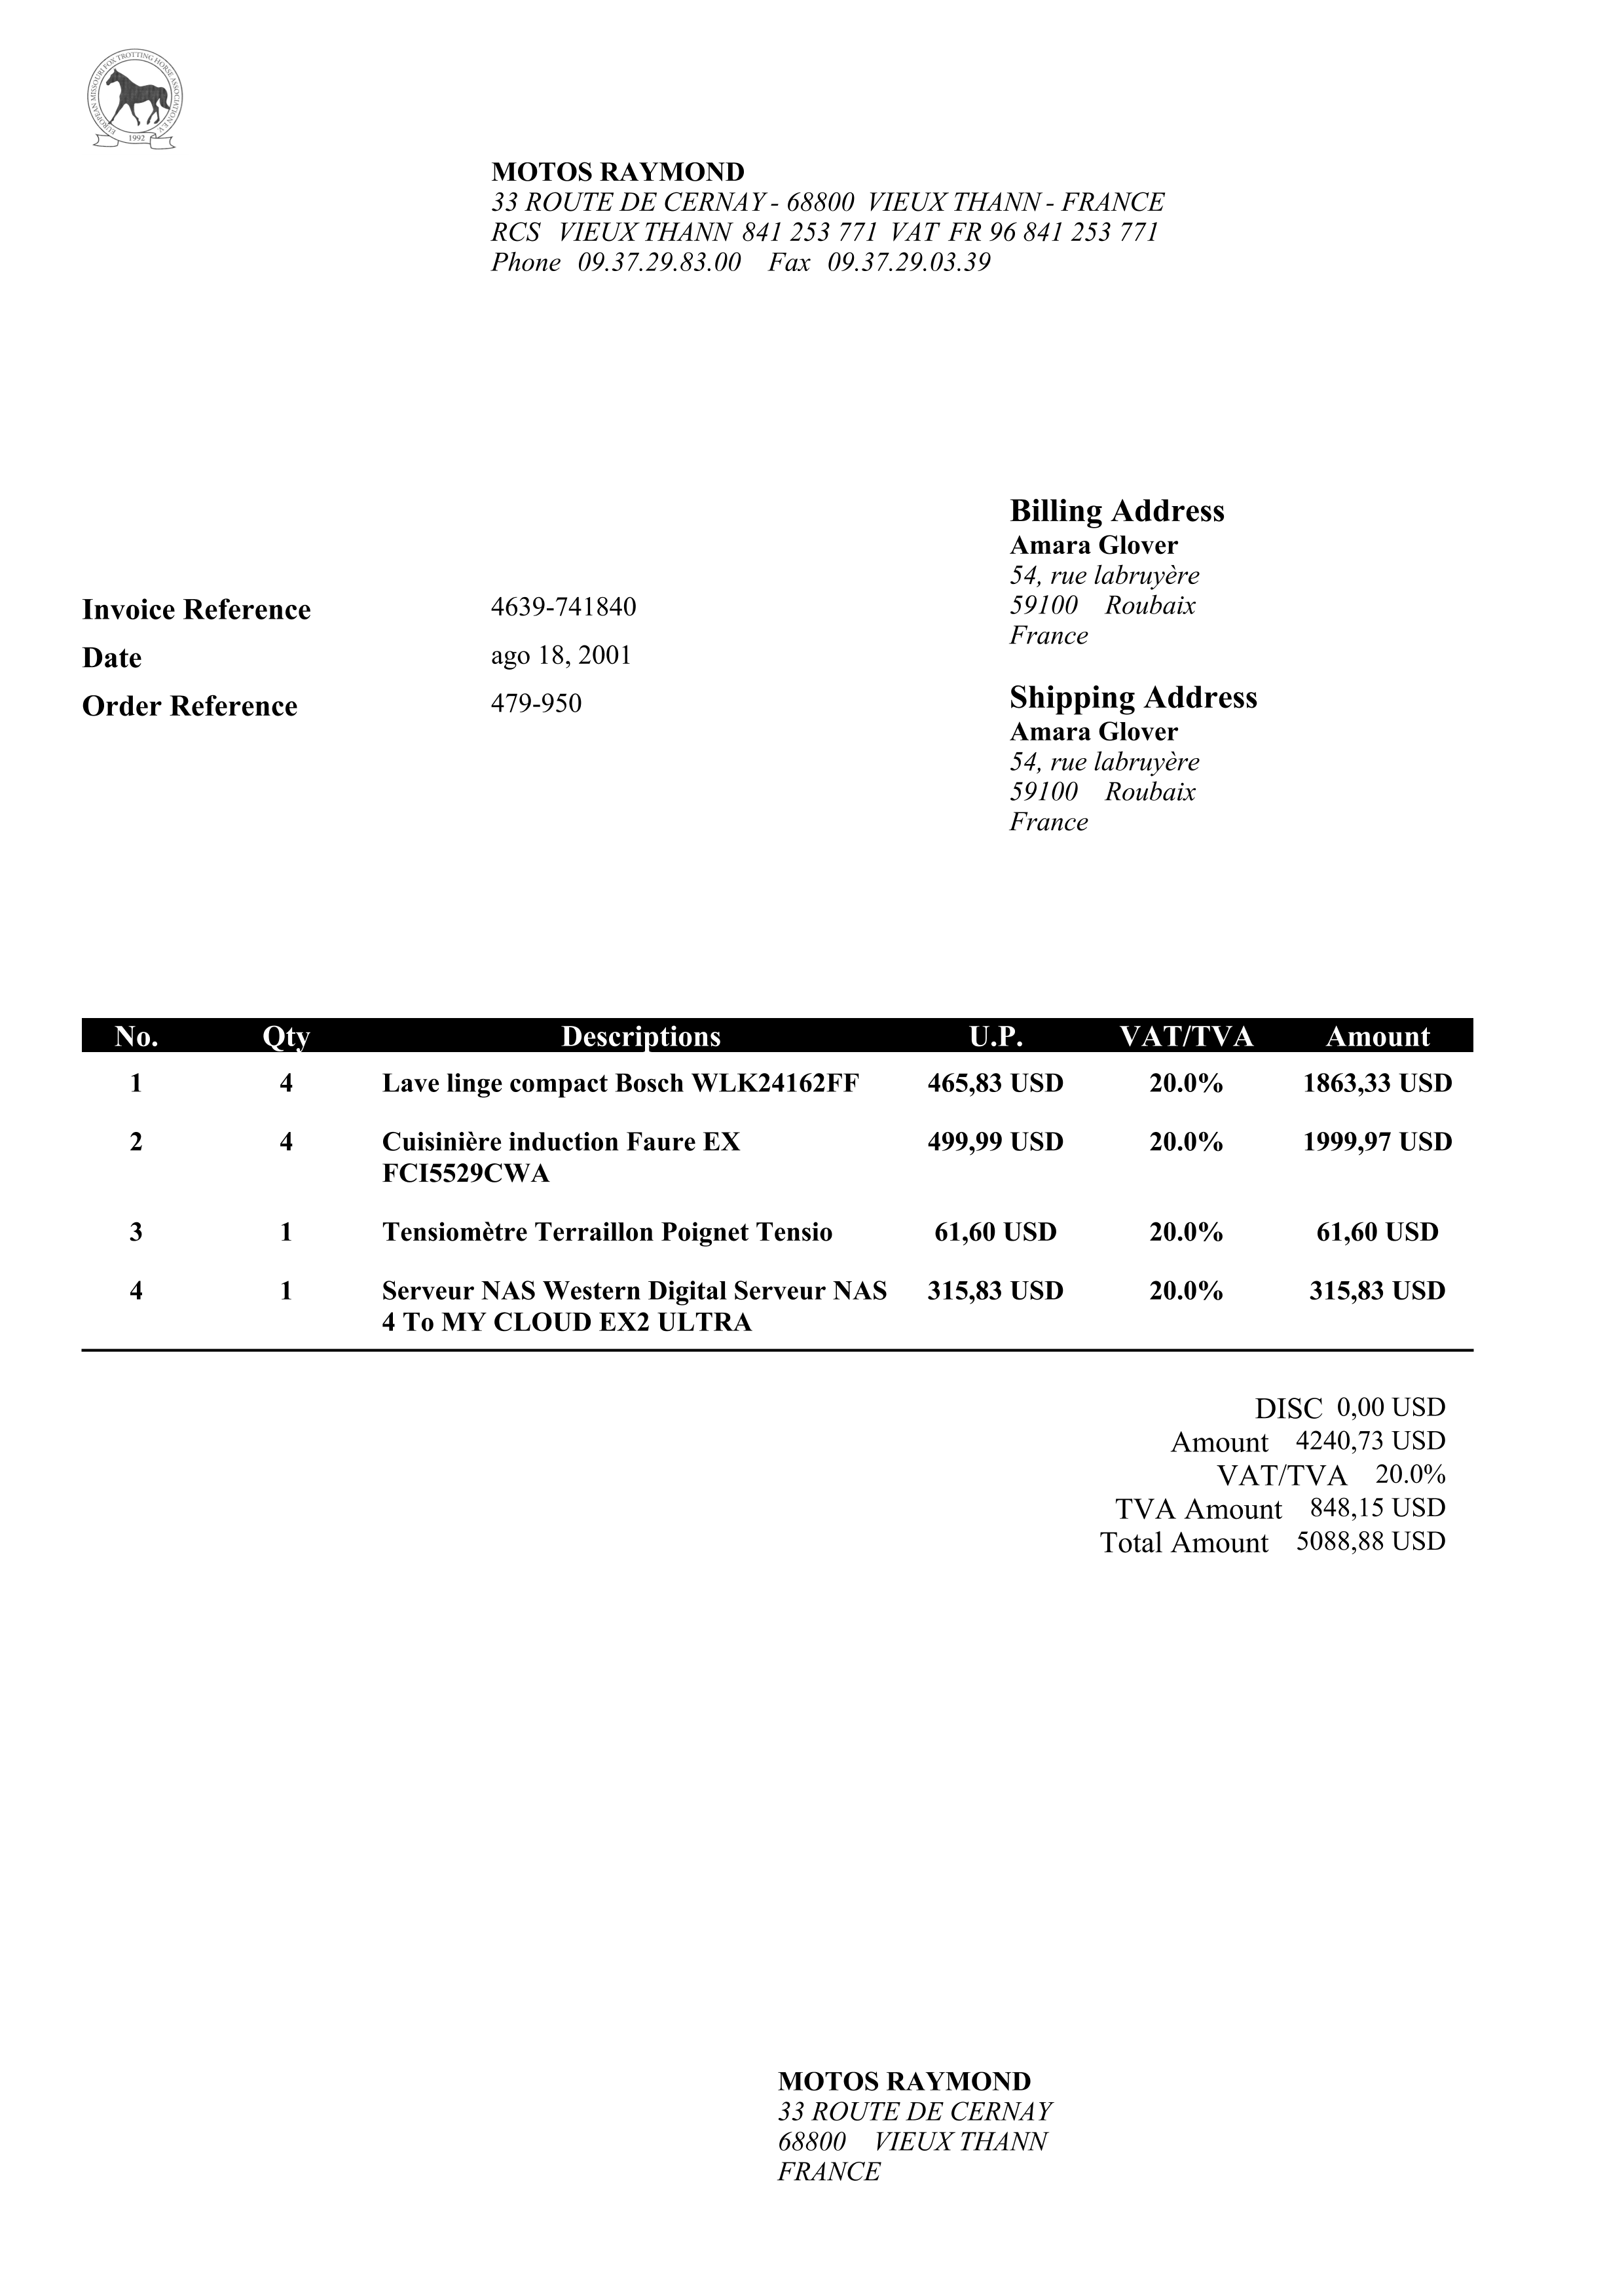 EUROPEAN MISSOURI FOX TROTTING HORSE ASSOCIATION E.V.
1992
MOTOS RAYMOND
33 ROUTE DE CERNAY - 68800 VIEUX THANN - FRANCE
RCS VIEUX THANN 841 253 771 VAT FR 96 841 253 771
Phone 09.37.29.83.00 Fax 09.37.29.03.39
Invoice Reference 4639-741840
Date ago 18, 2001
Order Reference 479-950
Billing Address
Amara Glover
54, rue labruyère
59100 Roubaix
France
Shipping Address
Amara Glover
54, rue labruyère
59100 Roubaix
France
No. Qty Descriptions U.P. VAT/TVA Amount
1 4 Lave linge compact Bosch WLK24162FF 465,83 USD 20.0% 1863,33 USD
2 4 Cuisinière induction Faure EX 499,99 USD 20.0% 1999,97 USD
FCI5529CWA
3 1 Tensiomètre Terraillon Poignet Tensio 61,60 USD 20.0% 61,60 USD
4 1 Serveur NAS Western Digital Serveur NAS 315,83 USD 20.0% 315,83 USD
4 To MY CLOUD EX2 ULTRA
DISC 0,00 USD
Amount 4240,73 USD
VAT/TVA 20.0%
TVA Amount 848,15 USD
Total Amount 5088,88 USD
MOTOS RAYMOND
33 ROUTE DE CERNAY
68800 VIEUX THANN
FRANCE